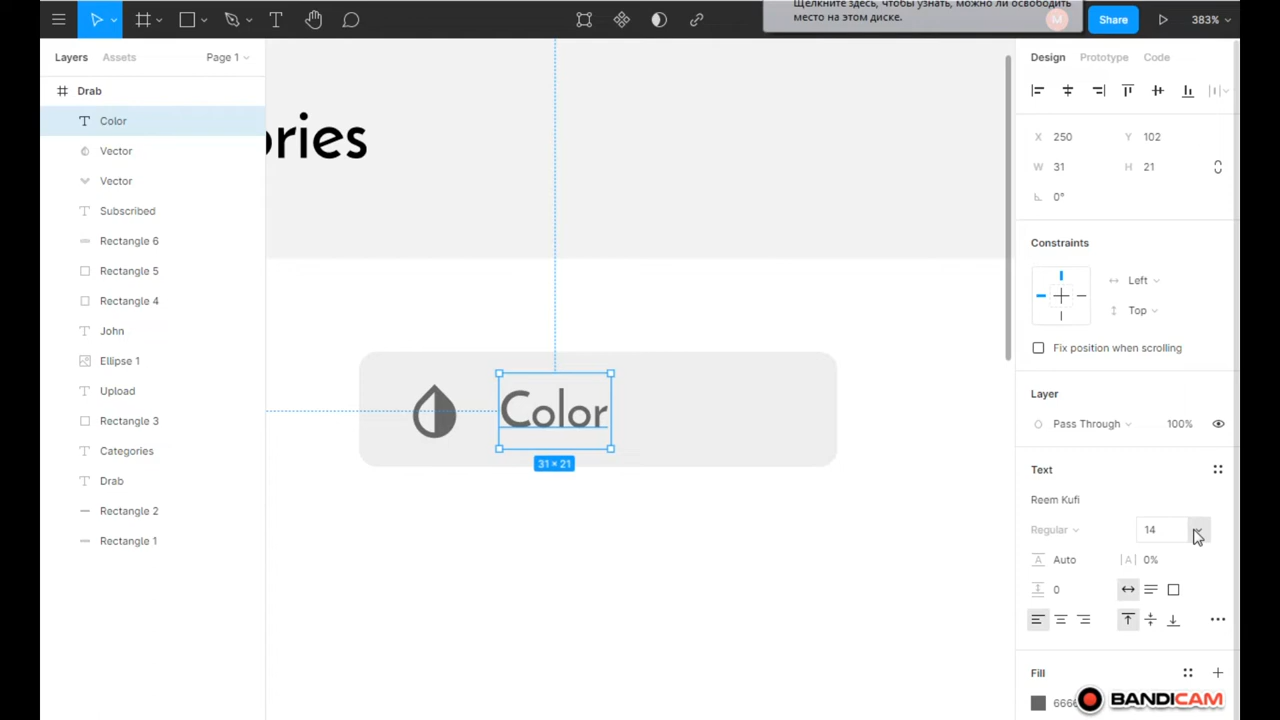 Щелкните здесь, чтобы узнать, можно ли освободить
место на этом диске.
M
Share
383%
Layers
Assets
Page 1
Drab
Color
Vector
Vector
Subscribed
Rectangle 6
Rectangle 5
Rectangle 4
John
Ellipse 1
Upload
Rectangle 3
Categories
Drab
Rectangle 2
Rectangle 1
ories
Color
31 × 21
Design
Prototype
Code
X 250
Y 102
W 31
H 21
0°
Constraints
Left
Top
Fix position when scrolling
Layer
Pass Through
100%
Text
Reem Kufi
Regular
14
Auto
0%
0
Fill
6666
BANDICAM